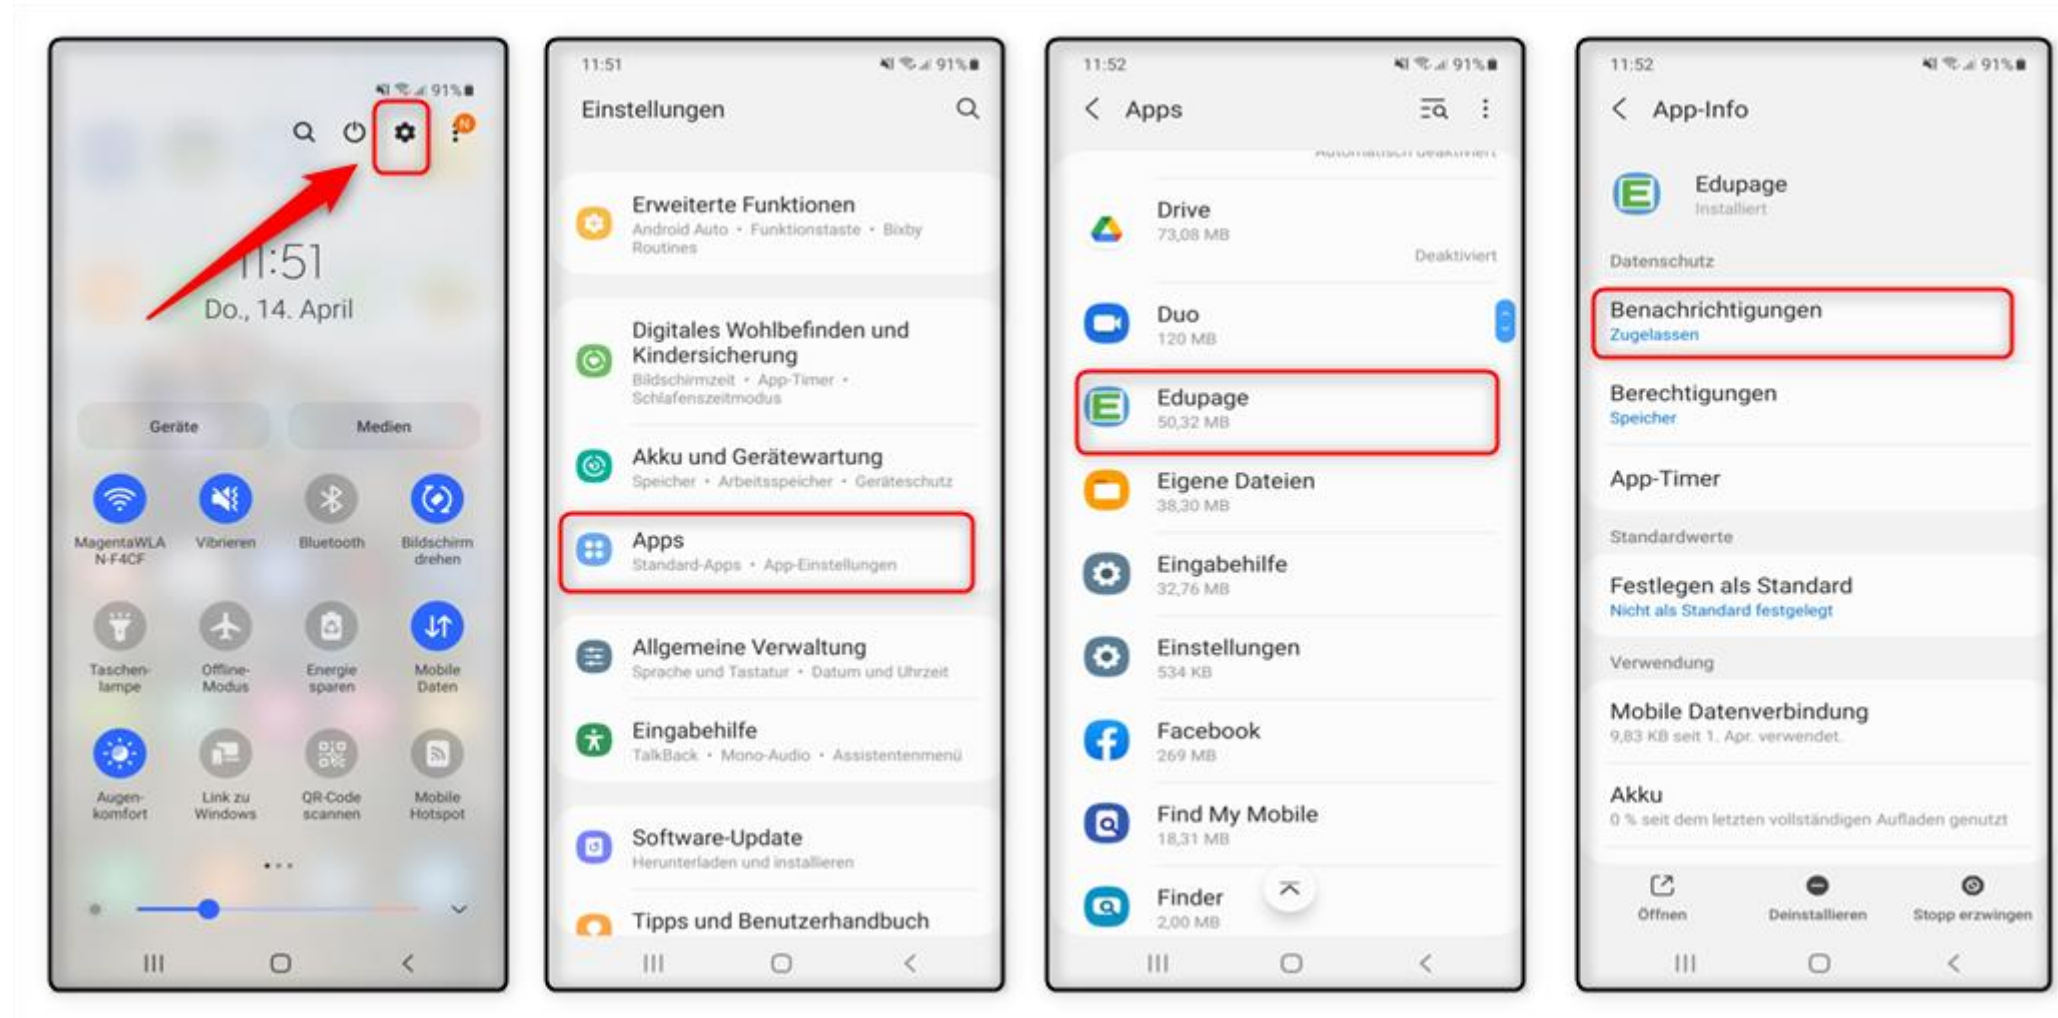 91%
N
11:51
Do., 14. April
Geräte
Medien
MagentaWLA
N-F4CF
Vibrieren
Bluetooth
Bildschirm
drehen
Taschen-
lampe
Offline-
Modus
Energie
sparen
Mobile
Daten
Augen-
komfort
Link zu
Windows
QR-Code
scannen
Mobile
Hotspot
11:51
91%
Einstellungen
Erweiterte Funktionen
Android Auto • Funktionstaste • Bixby
Routines
Digitales Wohlbefinden und
Kindersicherung
Bildschirmzeit • App-Timer •
Schlafenszeitmodus
Akku und Gerätewartung
Speicher • Arbeitsspeicher • Geräteschutz
Apps
Standard-Apps • App-Einstellungen
Allgemeine Verwaltung
Sprache und Tastatur • Datum und Uhrzeit
Eingabehilfe
TalkBack • Mono-Audio • Assistentenmenü
Software-Update
Herunterladen und installieren
Tipps und Benutzerhandbuch
11:52
91%
Apps
Automatisch deaktiviert
Drive
73,08 MB
Deaktiviert
Duo
120 MB
E
Edupage
50,32 MB
Eigene Dateien
38,30 MB
Eingabehilfe
32,76 MB
Einstellungen
534 KB
Facebook
269 MB
Find My Mobile
18,31 MB
Finder
2,00 MB
11:52
91%
App-Info
E
Edupage
Installiert
Datenschutz
Benachrichtigungen
Zugelassen
Berechtigungen
Speicher
App-Timer
Standardwerte
Festlegen als Standard
Nicht als Standard festgelegt
Verwendung
Mobile Datenverbindung
9,83 KB seit 1. Apr. verwendet.
Akku
0 % seit dem letzten vollständigen Aufladen genutzt
Öffnen
Deinstallieren
Stopp erzwingen